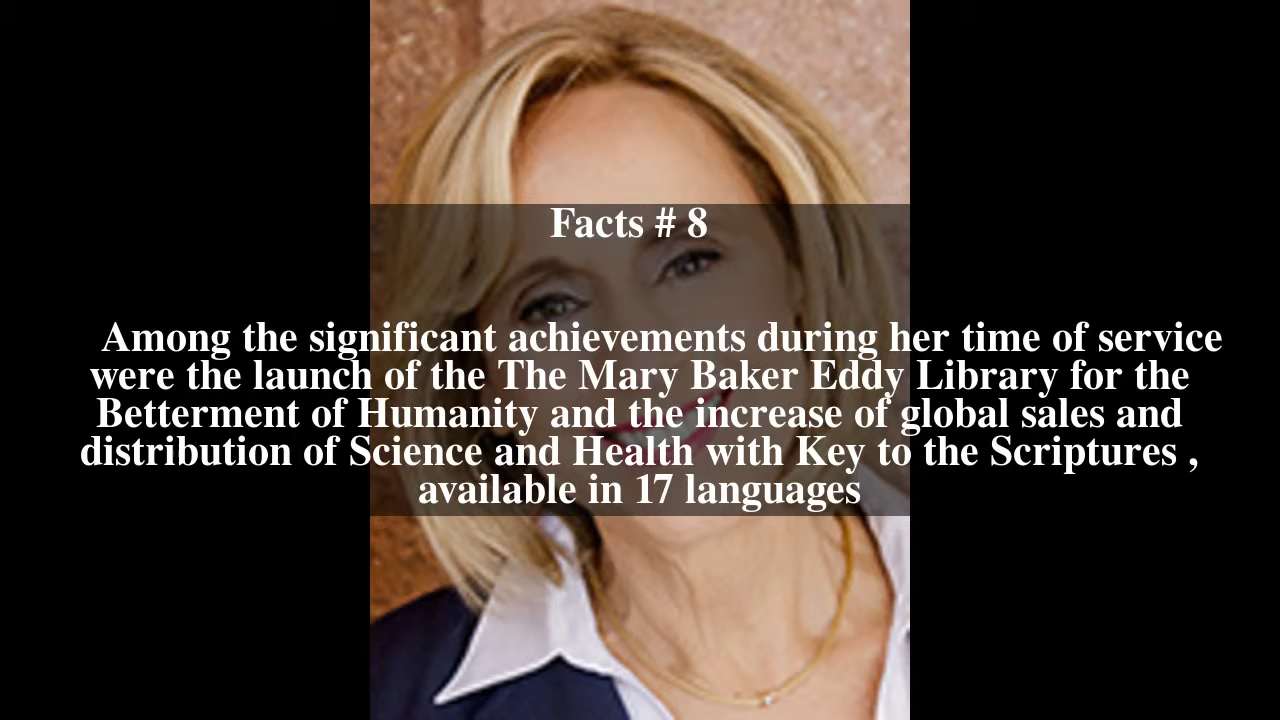 Facts # 8
Among the significant achievements during her time of service
were the launch of the The Mary Baker Eddy Library for the
Betterment of Humanity and the increase of global sales and
distribution of Science and Health with Key to the Scriptures ,
available in 17 languages